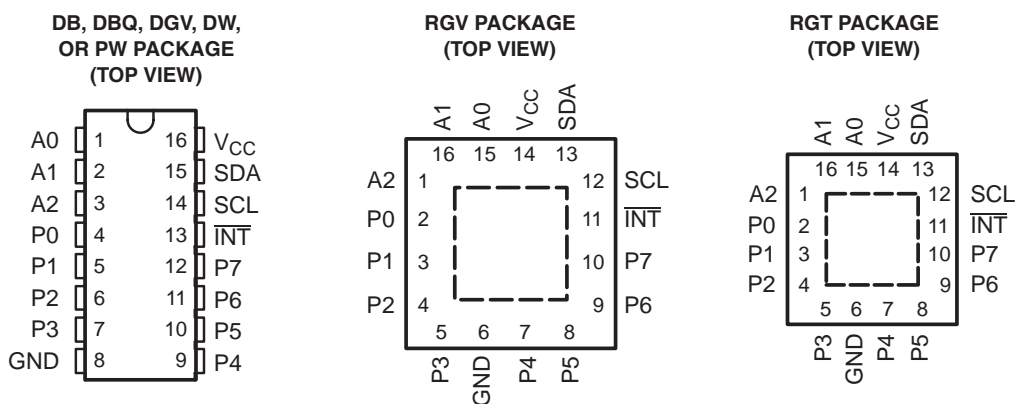 DB, DBQ, DGV, DW,
OR PW PACKAGE
(TOP VIEW)
A0 1 16 VCC
A1 2 15 SDA
A2 3 14 SCL
P0 4 13 I̅N̅T̅
P1 5 12 P7
P2 6 11 P6
P3 7 10 P5
GND 8 9 P4
RGV PACKAGE
(TOP VIEW)
A1 A0 VCC SDA
16 15 14 13
A2 1 12 SCL
P0 2 11 I̅N̅T̅
P1 3 10 P7
P2 4 9 P6
5 6 7 8
P3 GND P4 P5
RGT PACKAGE
(TOP VIEW)
A1 A0 VCC SDA
16 15 14 13
A2 1 12 SCL
P0 2 11 I̅N̅T̅
P1 3 10 P7
P2 4 9 P6
5 6 7 8
P3 GND P4 P5